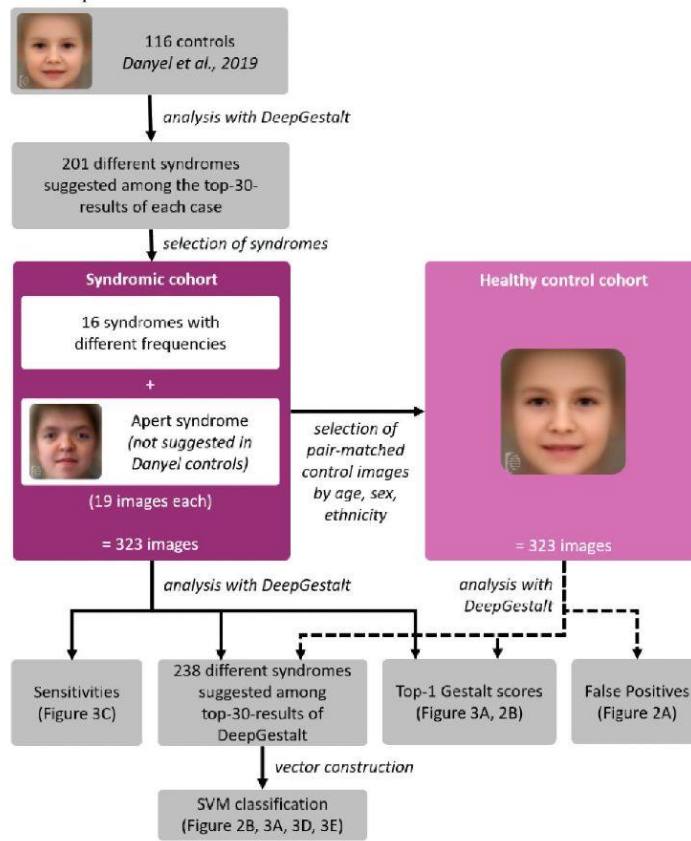 116 controls
Danyel et al., 2019
analysis with DeepGestalt
201 different syndromes
suggested among the top-30-
results of each case
selection of syndromes
Syndromic cohort
16 syndromes with
different frequencies
+
Apert syndrome
(not suggested in
Danyel controls)
(19 images each)
= 323 images
selection of
pair-matched
control images
by age, sex,
ethnicity
Healthy control cohort
= 323 images
analysis with DeepGestalt
analysis with
DeepGestalt
Sensitivities
(Figure 3C)
238 different syndromes
suggested among
top-30-results of
DeepGestalt
Top-1 Gestalt scores
(Figure 3A, 2B)
False Positives
(Figure 2A)
vector construction
SVM classification
(Figure 2B, 3A, 3D, 3E)